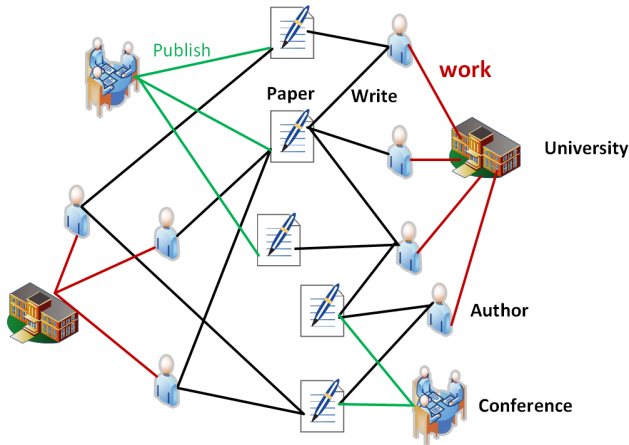 Publish
work
Paper
Write
University
Author
Conference